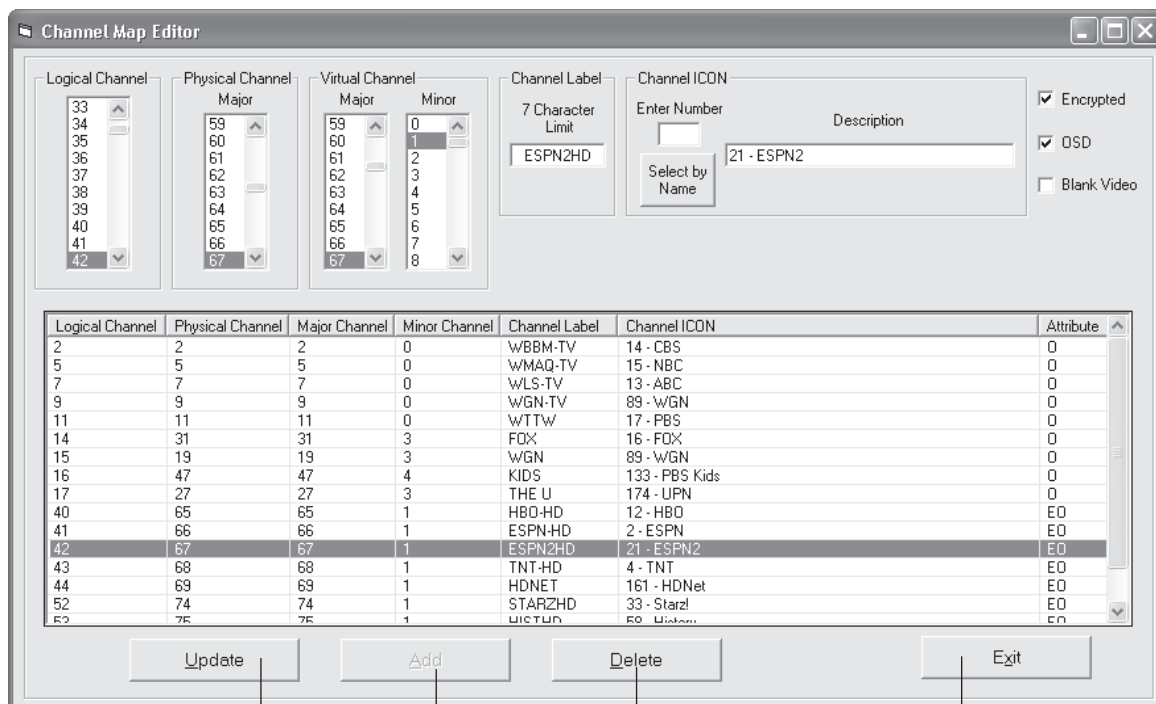 Channel Map Editor
Logical Channel Physical Channel Virtual Channel Channel Label Channel ICON
Major Major Minor 7 Character Limit Enter Number Description
33 59 59 0
34 60 60 1
35 61 61 2
36 62 62 3
37 63 63 4
38 64 64 5
39 65 65 6
40 66 66 7
41 67 67 8
42
ESPN2HD
Select by Name
21 - ESPN2
Encrypted
OSD
Blank Video
Logical Channel Physical Channel Major Channel Minor Channel Channel Label Channel ICON Attribute
2 2 2 0 WBBM-TV 14 - CBS O
5 5 5 0 WMAQ-TV 15 - NBC O
7 7 7 0 WLS-TV 13 - ABC O
9 9 9 0 WGN-TV 89 - WGN O
11 11 11 0 WTTW 17 - PBS O
14 31 31 3 FOX 16 - FOX O
15 19 19 3 WGN 89 - WGN O
16 47 47 4 KIDS 133 - PBS Kids O
17 27 27 3 THE U 174 - UPN O
40 65 65 1 HBO-HD 12 - HBO EO
41 66 66 1 ESPN-HD 2 - ESPN EO
42 67 67 1 ESPN2HD 21 - ESPN2 EO
43 68 68 1 TNT-HD 4 - TNT EO
44 69 69 1 HDNET 161 - HDNet EO
52 74 74 1 STARZHD 33 - Starz! EO
53 75 75 1 HISTHD
Update Add Delete Exit